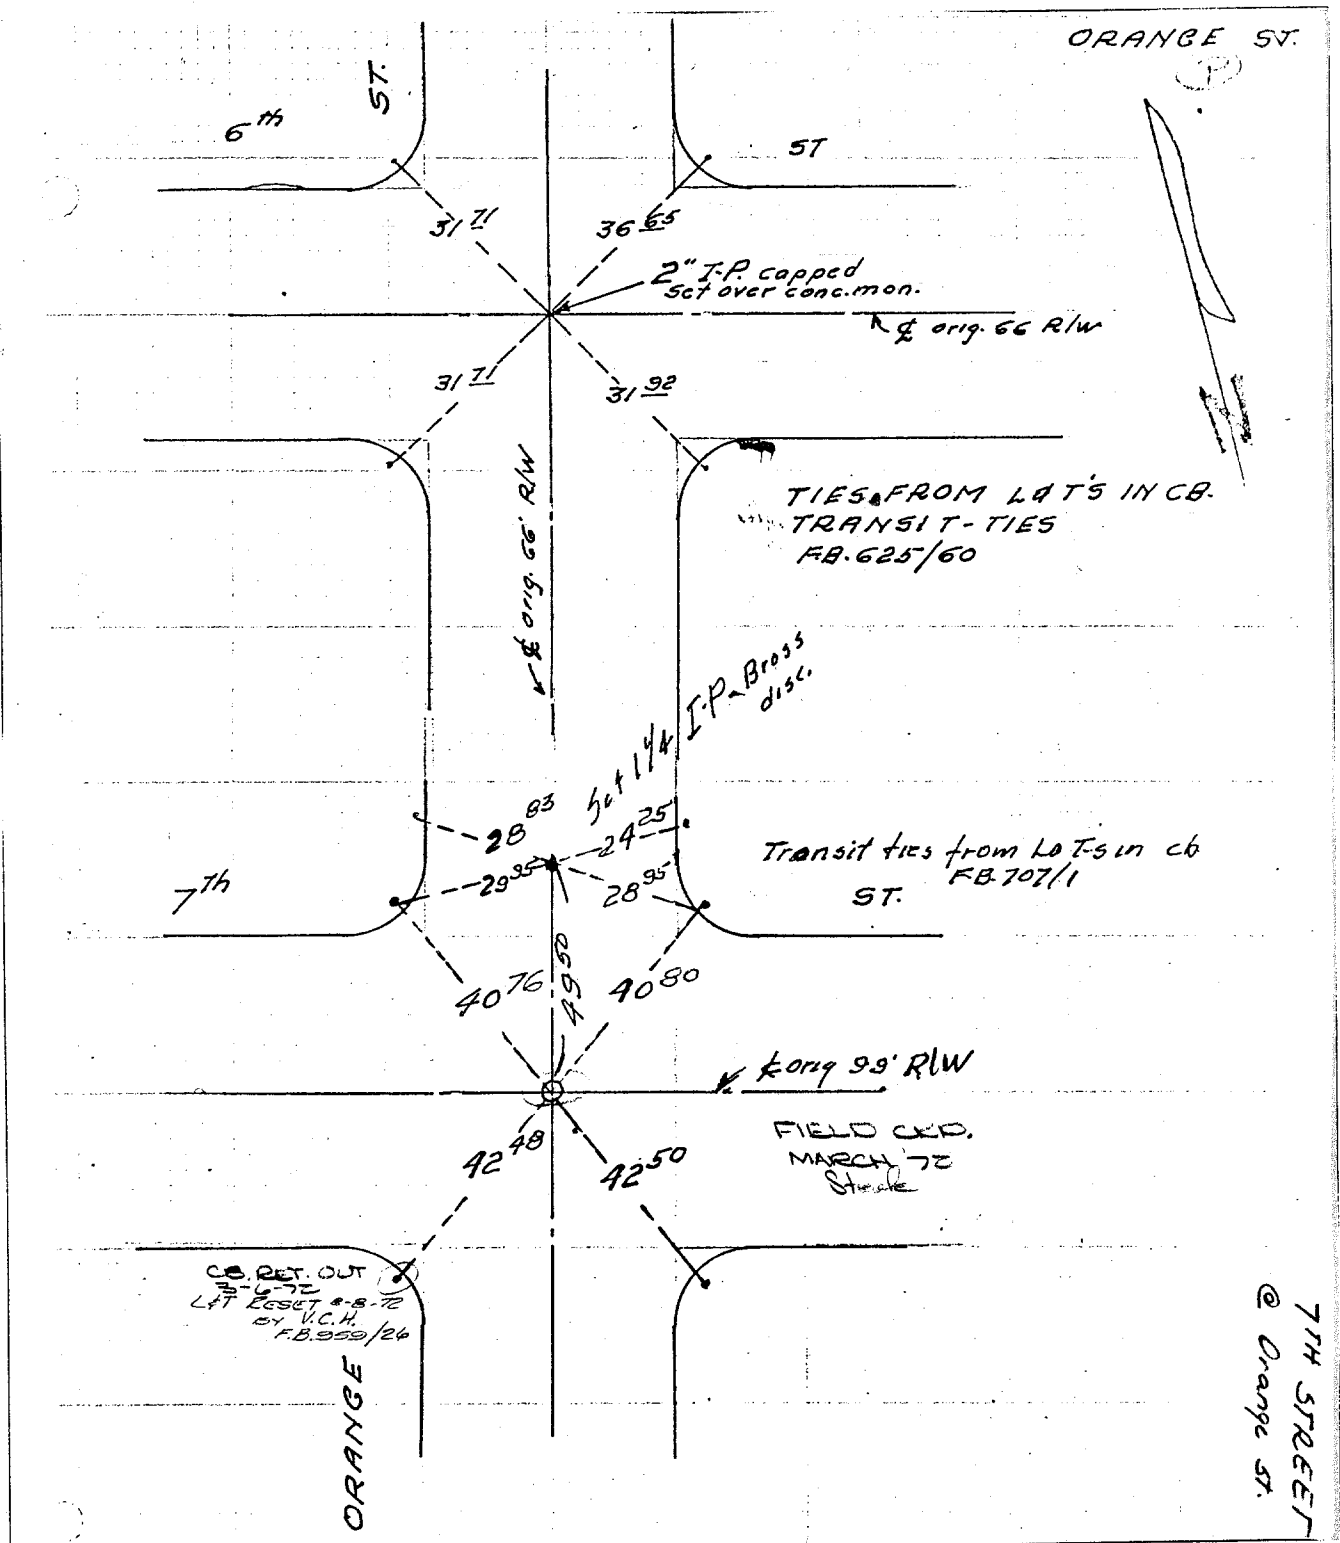 ORANGE ST.
P
6th
ST.
ST
31 71
36 65
2" I.P. capped
set over conc. mon.
℄ orig. 66 R/W
31 71
31 92
℄ orig. 66' R/W
TIES FROM L&T'S IN CB.
TRANSIT-TIES
F.B. 625/60
Set 1 1/4 I.P. Brass
disc.
28 83
24 25
29 95
28 95
7th
Transit ties from L&T-s in cb
F.B. 707/1
ST.
40 76
49 50
40 80
℄ orig 99' R/W
FIELD CKD.
MARCH '72
42 48
42 50
CB. RET. OUT
3-6-72
L&T RESET 8-8-72
BY V.C.H.
F.B. 959/26
ORANGE
7TH STREET
@ Orange ST.